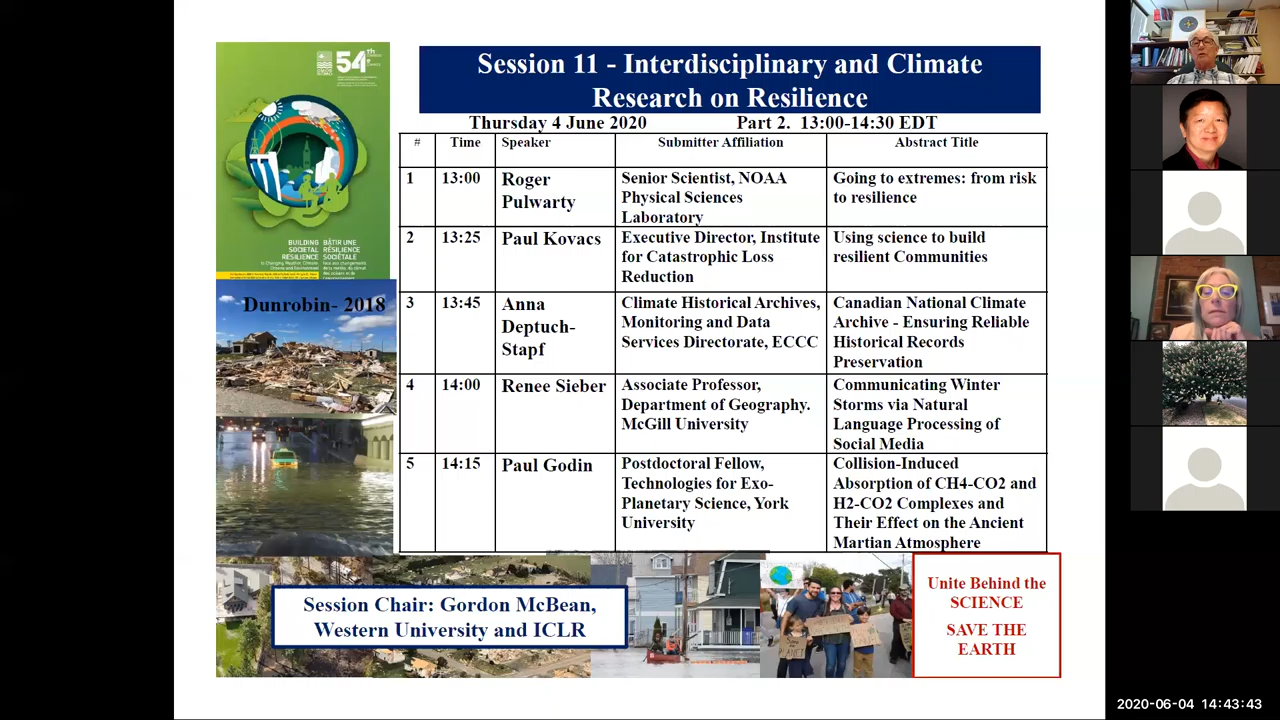 54th
BUILDING BÂTIR UNE
SOCIETAL RÉSILIENCE
RESILIENCE SOCIÉTALE
Session 11 - Interdisciplinary and Climate
Research on Resilience
Thursday 4 June 2020 Part 2. 13:00-14:30 EDT
# Time Speaker Submitter Affiliation Abstract Title
1 13:00 Roger Pulwarty Senior Scientist, NOAA Physical Sciences Laboratory Going to extremes: from risk to resilience
2 13:25 Paul Kovacs Executive Director, Institute for Catastrophic Loss Reduction Using science to build resilient Communities
3 13:45 Anna Deptuch-Stapf Climate Historical Archives, Monitoring and Data Services Directorate, ECCC Canadian National Climate Archive - Ensuring Reliable Historical Records Preservation
4 14:00 Renee Sieber Associate Professor, Department of Geography. McGill University Communicating Winter Storms via Natural Language Processing of Social Media
5 14:15 Paul Godin Postdoctoral Fellow, Technologies for Exo-Planetary Science, York University Collision-Induced Absorption of CH4-CO2 and H2-CO2 Complexes and Their Effect on the Ancient Martian Atmosphere
Dunrobin- 2018
Session Chair: Gordon McBean,
Western University and ICLR
Unite Behind the
SCIENCE
SAVE THE
EARTH
2020-06-04 14:43:43